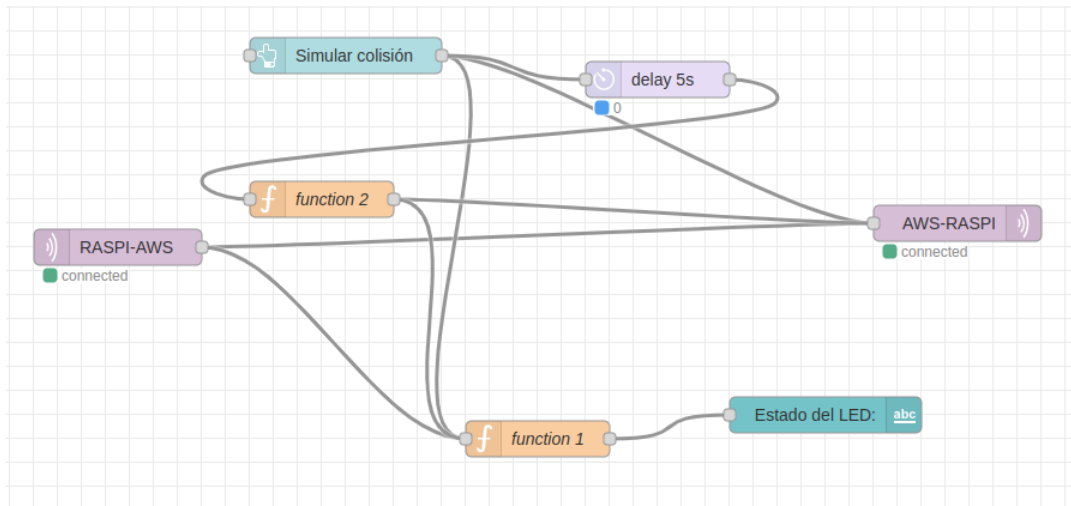 Simular colisión
delay 5s
0
function 2
AWS-RASPI
connected
RASPI-AWS
connected
Estado del LED:
abc
function 1